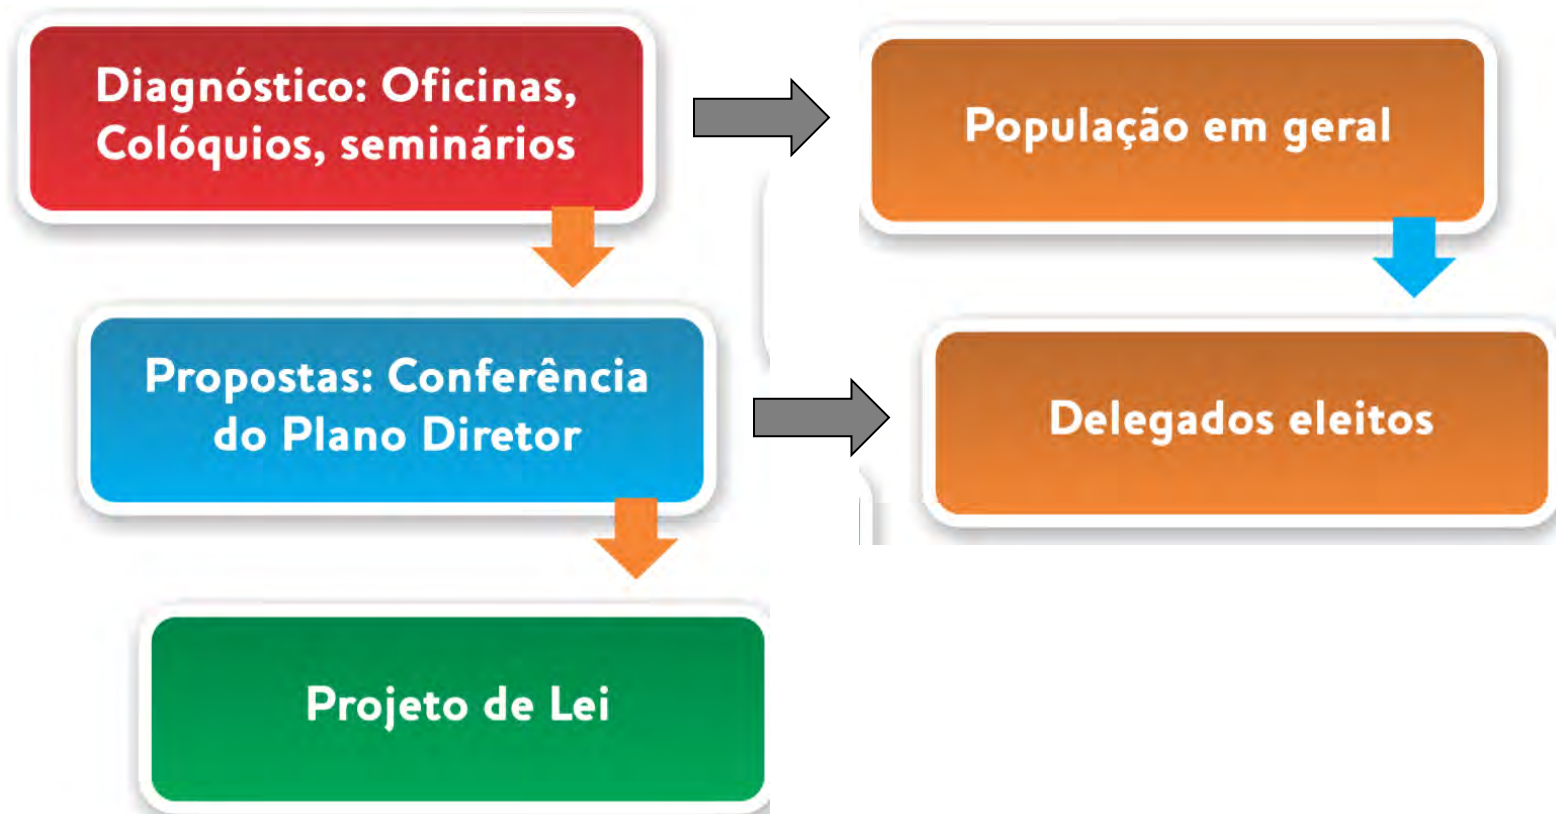 Diagnóstico: Oficinas,
Colóquios, seminários
População em geral
Propostas: Conferência
do Plano Diretor
Delegados eleitos
Projeto de Lei